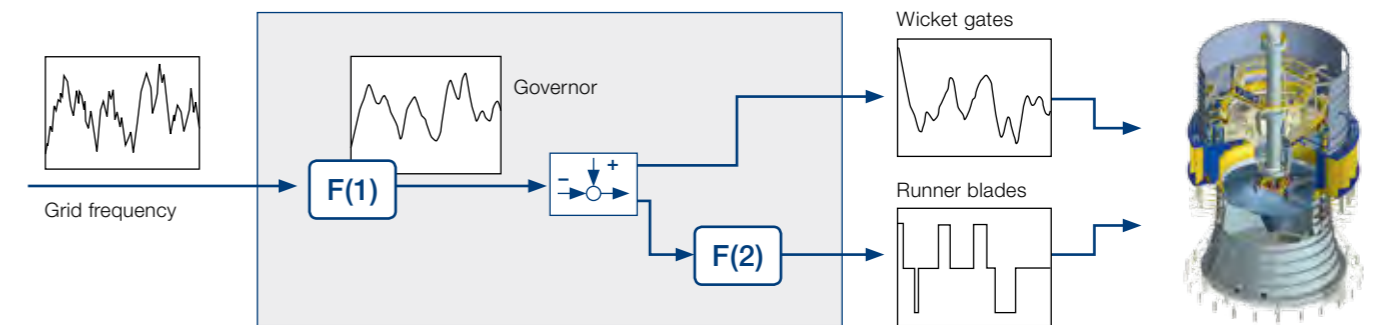 Grid frequency
F(1)
Governor
− +
F(2)
Wicket gates
Runner blades